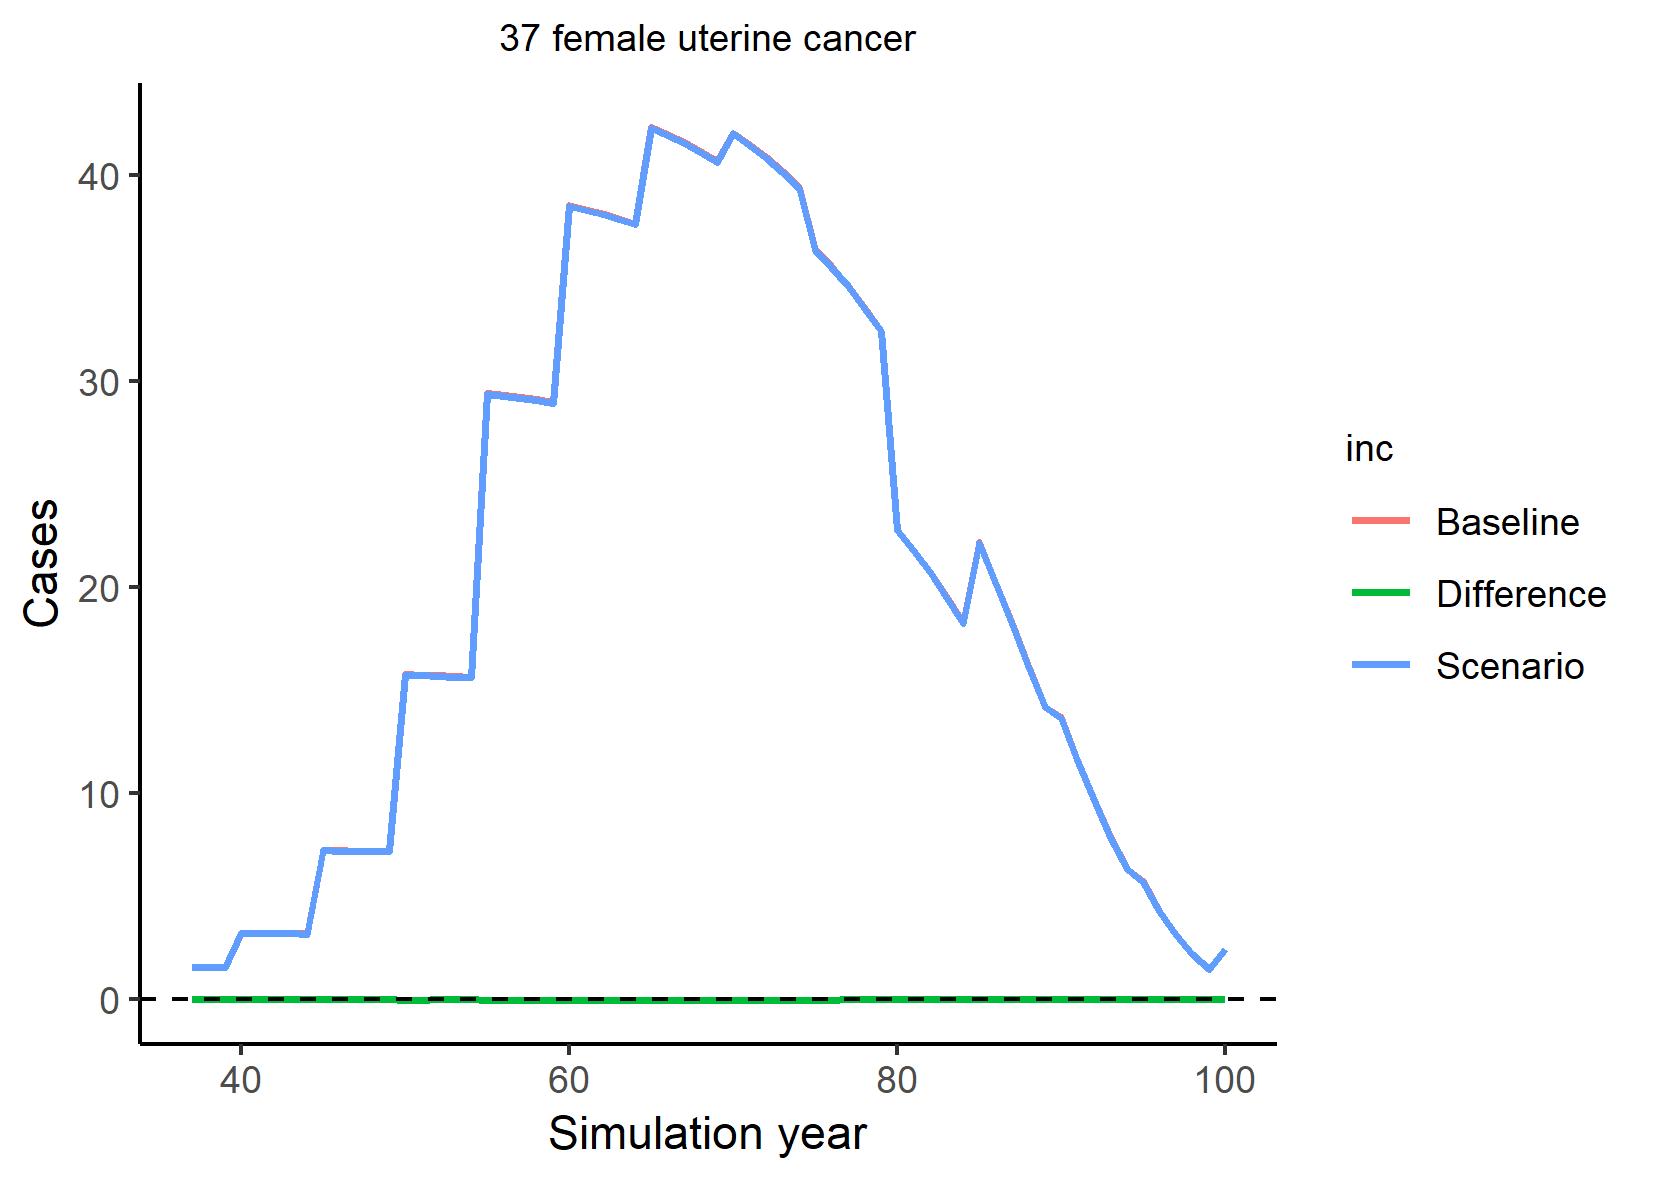 37 female uterine cancer
Cases
40
30
20
10
0
40 60 80 100
Simulation year
inc
Baseline
Difference
Scenario